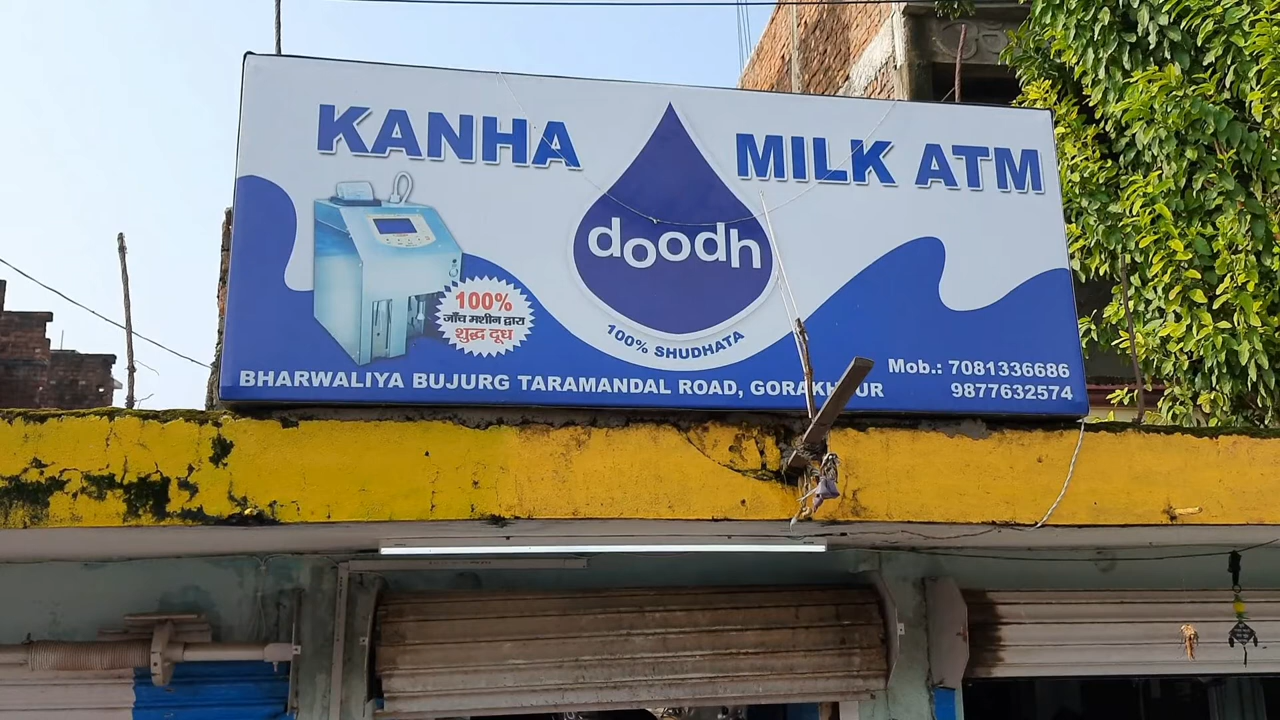 KANHA
MILK ATM
doodh
100% SHUDHATA
100%
जाँच मशीन द्वारा
शुद्ध दूध
BHARWALIYA BUJURG TARAMANDAL ROAD, GORAKHPUR
Mob.: 7081336686
9877632574